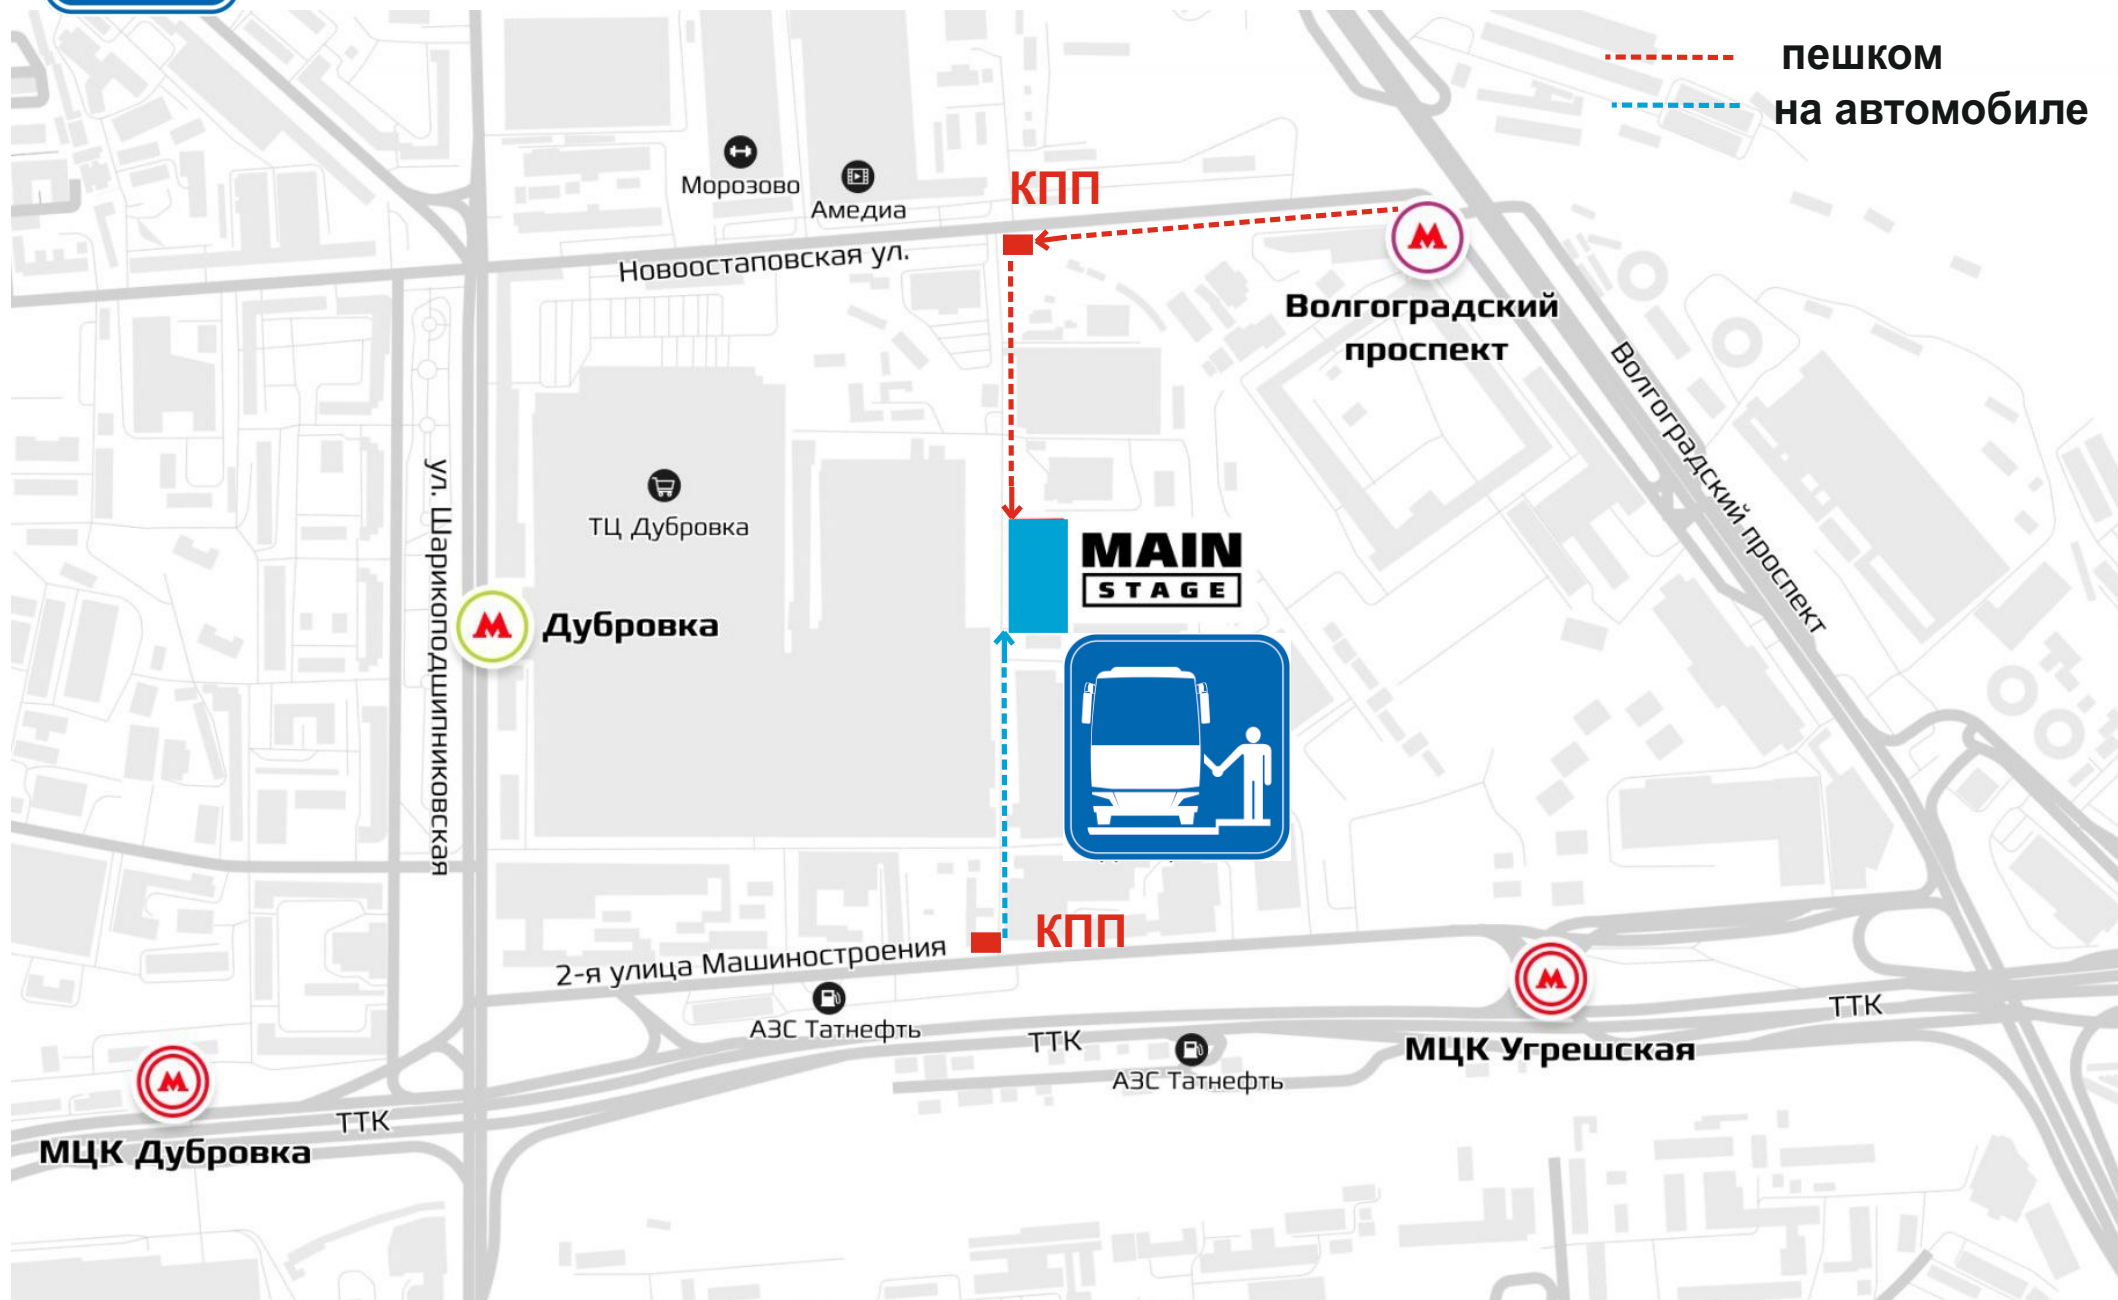 пешком
на автомобиле
КПП
Морозово
Амедиа
Новоостаповская ул.
Волгоградский
проспект
Волгоградский проспект
ул. Шарикоподшипниковская
ТЦ Дубровка
MAIN
STAGE
Дубровка
КПП
2-я улица Машиностроения
АЗС Татнефть
ТТК
АЗС Татнефть
МЦК Угрешская
ТТК
ТТК
МЦК Дубровка